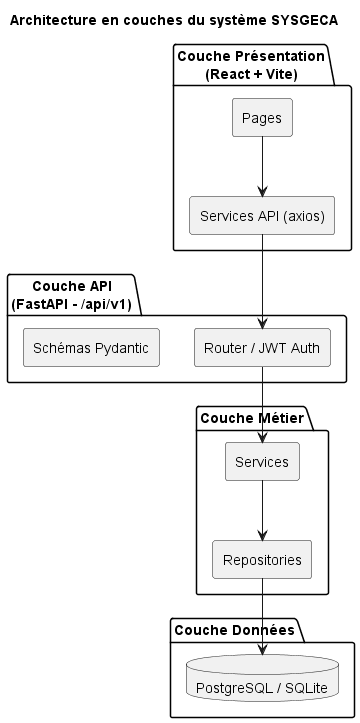 Architecture en couches du système SYSGECA
Couche Présentation
(React + Vite)
Pages
Services API (axios)
Couche API
(FastAPI - /api/v1)
Schémas Pydantic
Router / JWT Auth
Couche Métier
Services
Repositories
Couche Données
PostgreSQL / SQLite